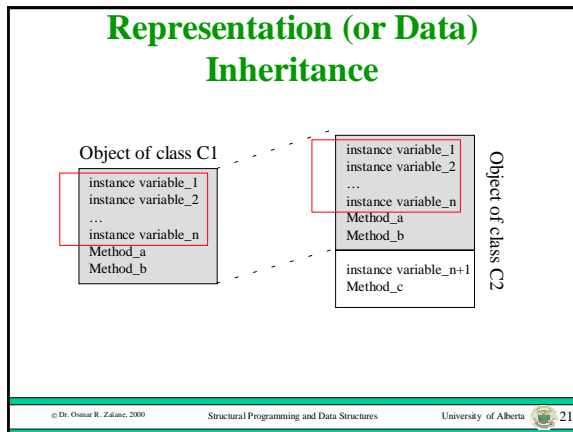 Representation (or Data)
Inheritance
Object of class C1
instance variable_1
instance variable_2
…
instance variable_n
Method_a
Method_b
instance variable_1
instance variable_2
…
instance variable_n
Method_a
Method_b
instance variable_n+1
Method_c
Object of class C2
© Dr. Osmar R. Zaïane, 2000
Structural Programming and Data Structures
University of Alberta
21